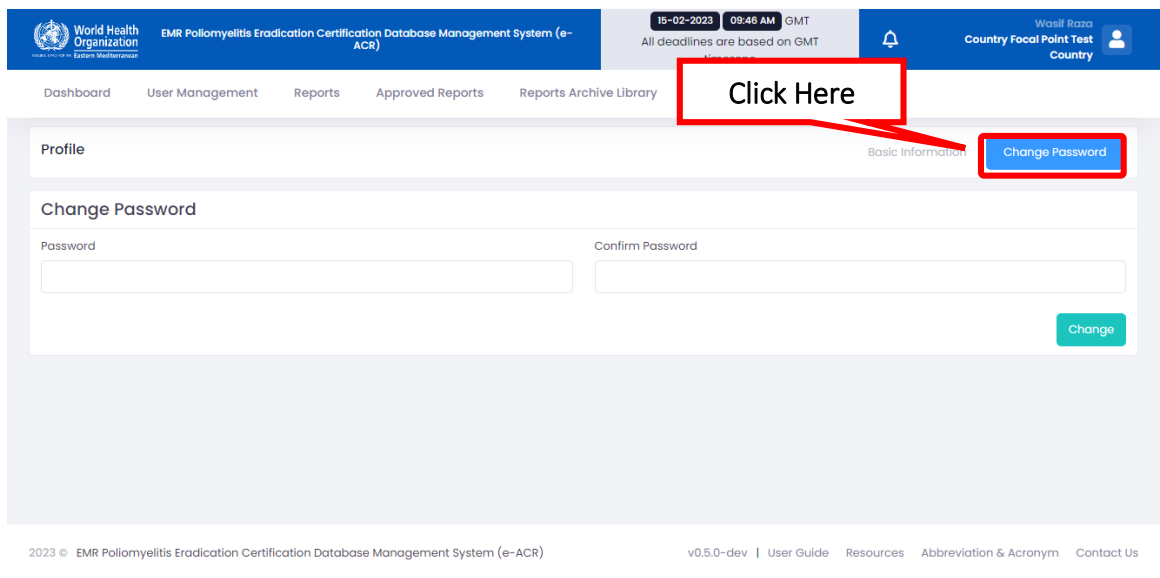 World Health
Organization
Eastern Mediterranean
EMR Poliomyelitis Eradication Certification Database Management System (e-
ACR)
15-02-2023 09:46 AM GMT
All deadlines are based on GMT
Wasif Raza
Country Focal Point Test
Country
Dashboard User Management Reports Approved Reports Reports Archive Library
Click Here
Profile
Basic Information Change Password
Change Password
Password Confirm Password
Change
2023 © EMR Poliomyelitis Eradication Certification Database Management System (e-ACR)
v0.5.0-dev | User Guide Resources Abbreviation & Acronym Contact Us